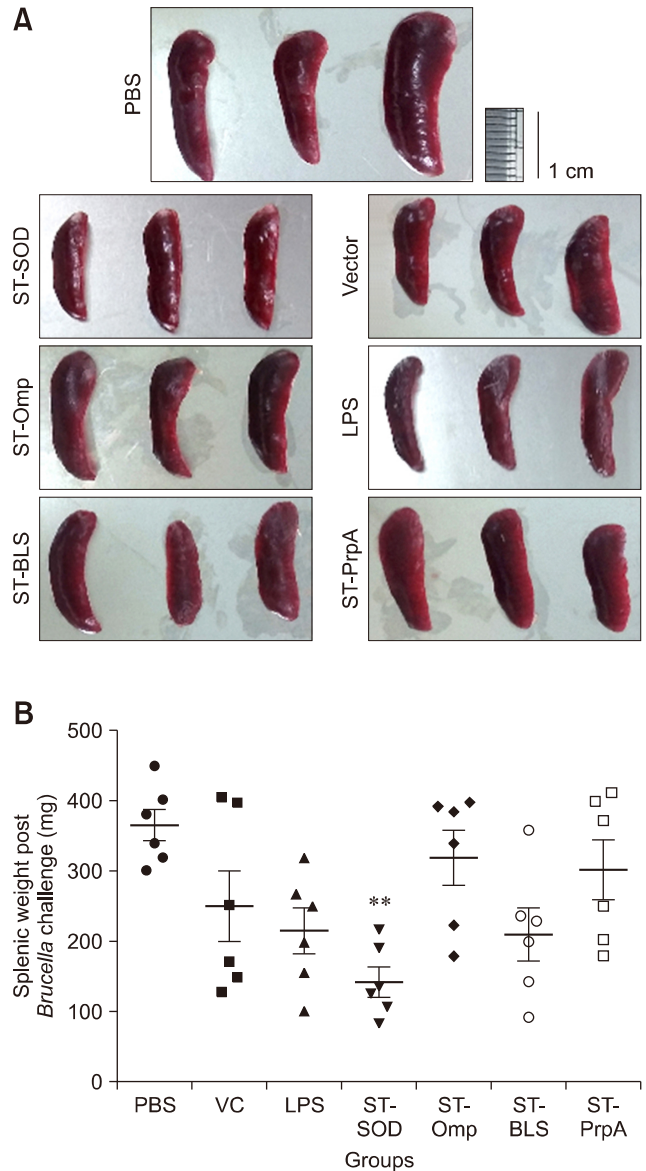 A
PBS
1 cm
ST-SOD
Vector
ST-Omp
LPS
ST-BLS
ST-PrpA
B
Splenic weight post
Brucella challenge (mg)
500
400
300
200
100
0
**
PBS
VC
LPS
ST-
SOD
ST-
Omp
ST-
BLS
ST-
PrpA
Groups